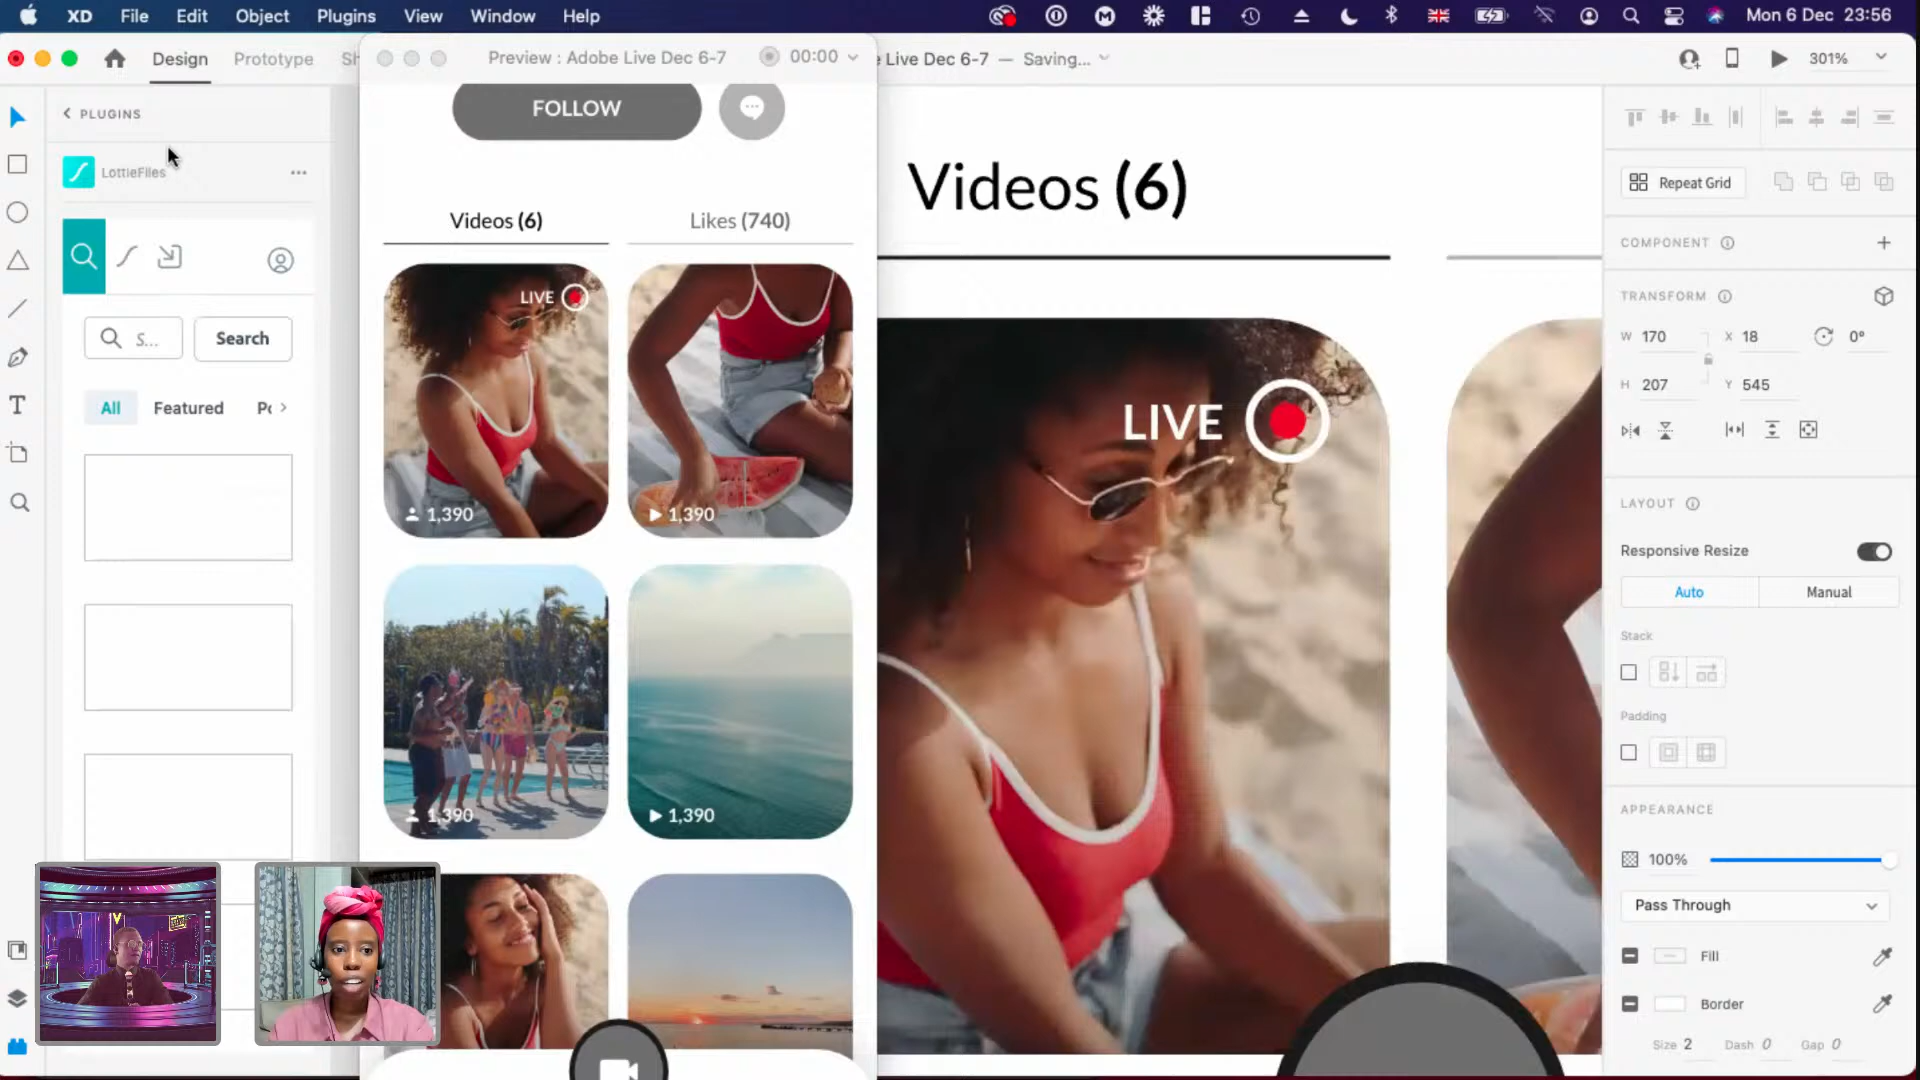 XD File Edit Object Plugins View Window Help
Mon 6 Dec 23:56
Design Prototype Sh
Preview : Adobe Live Dec 6-7 00:00
e Live Dec 6-7 — Saving...
301%
PLUGINS
LottieFiles
S...
Search
All Featured Po
FOLLOW
Videos (6)
Likes (740)
LIVE
1,390
1,390
1,390
1,390
Videos (6)
LIVE
Repeat Grid
COMPONENT
TRANSFORM
W 170 X 18 0°
H 207 Y 545
LAYOUT
Responsive Resize
Auto Manual
Stack
Padding
APPEARANCE
100%
Pass Through
Fill
Border
Size 2 Dash 0 Gap 0